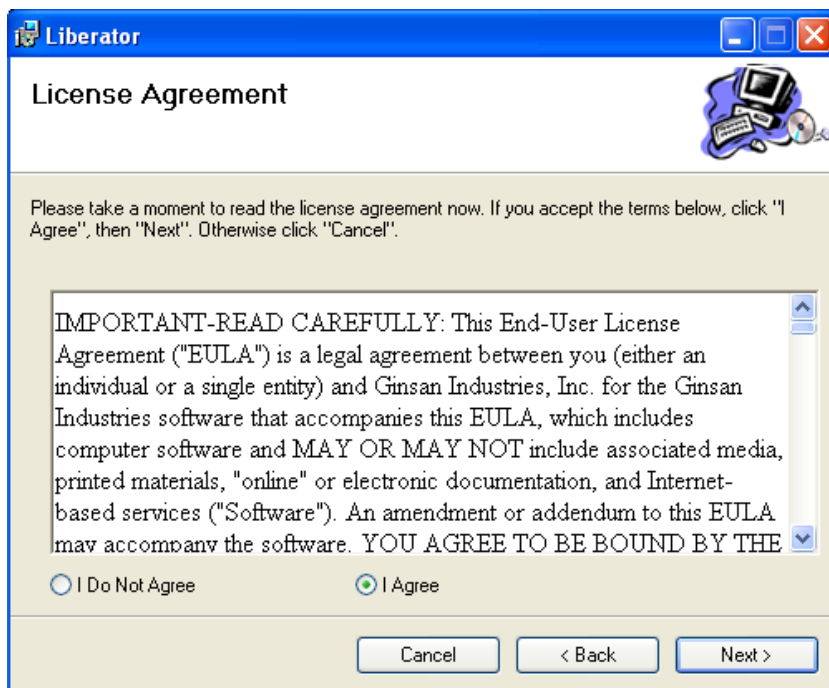 Liberator
License Agreement
Please take a moment to read the license agreement now. If you accept the terms below, click "I
Agree", then "Next". Otherwise click "Cancel".
IMPORTANT-READ CAREFULLY: This End-User License
Agreement ("EULA") is a legal agreement between you (either an
individual or a single entity) and Ginsan Industries, Inc. for the Ginsan
Industries software that accompanies this EULA, which includes
computer software and MAY OR MAY NOT include associated media,
printed materials, "online" or electronic documentation, and Internet-
based services ("Software"). An amendment or addendum to this EULA
may accompany the software. YOU AGREE TO BE BOUND BY THE
I Do Not Agree
I Agree
Cancel
< Back
Next >